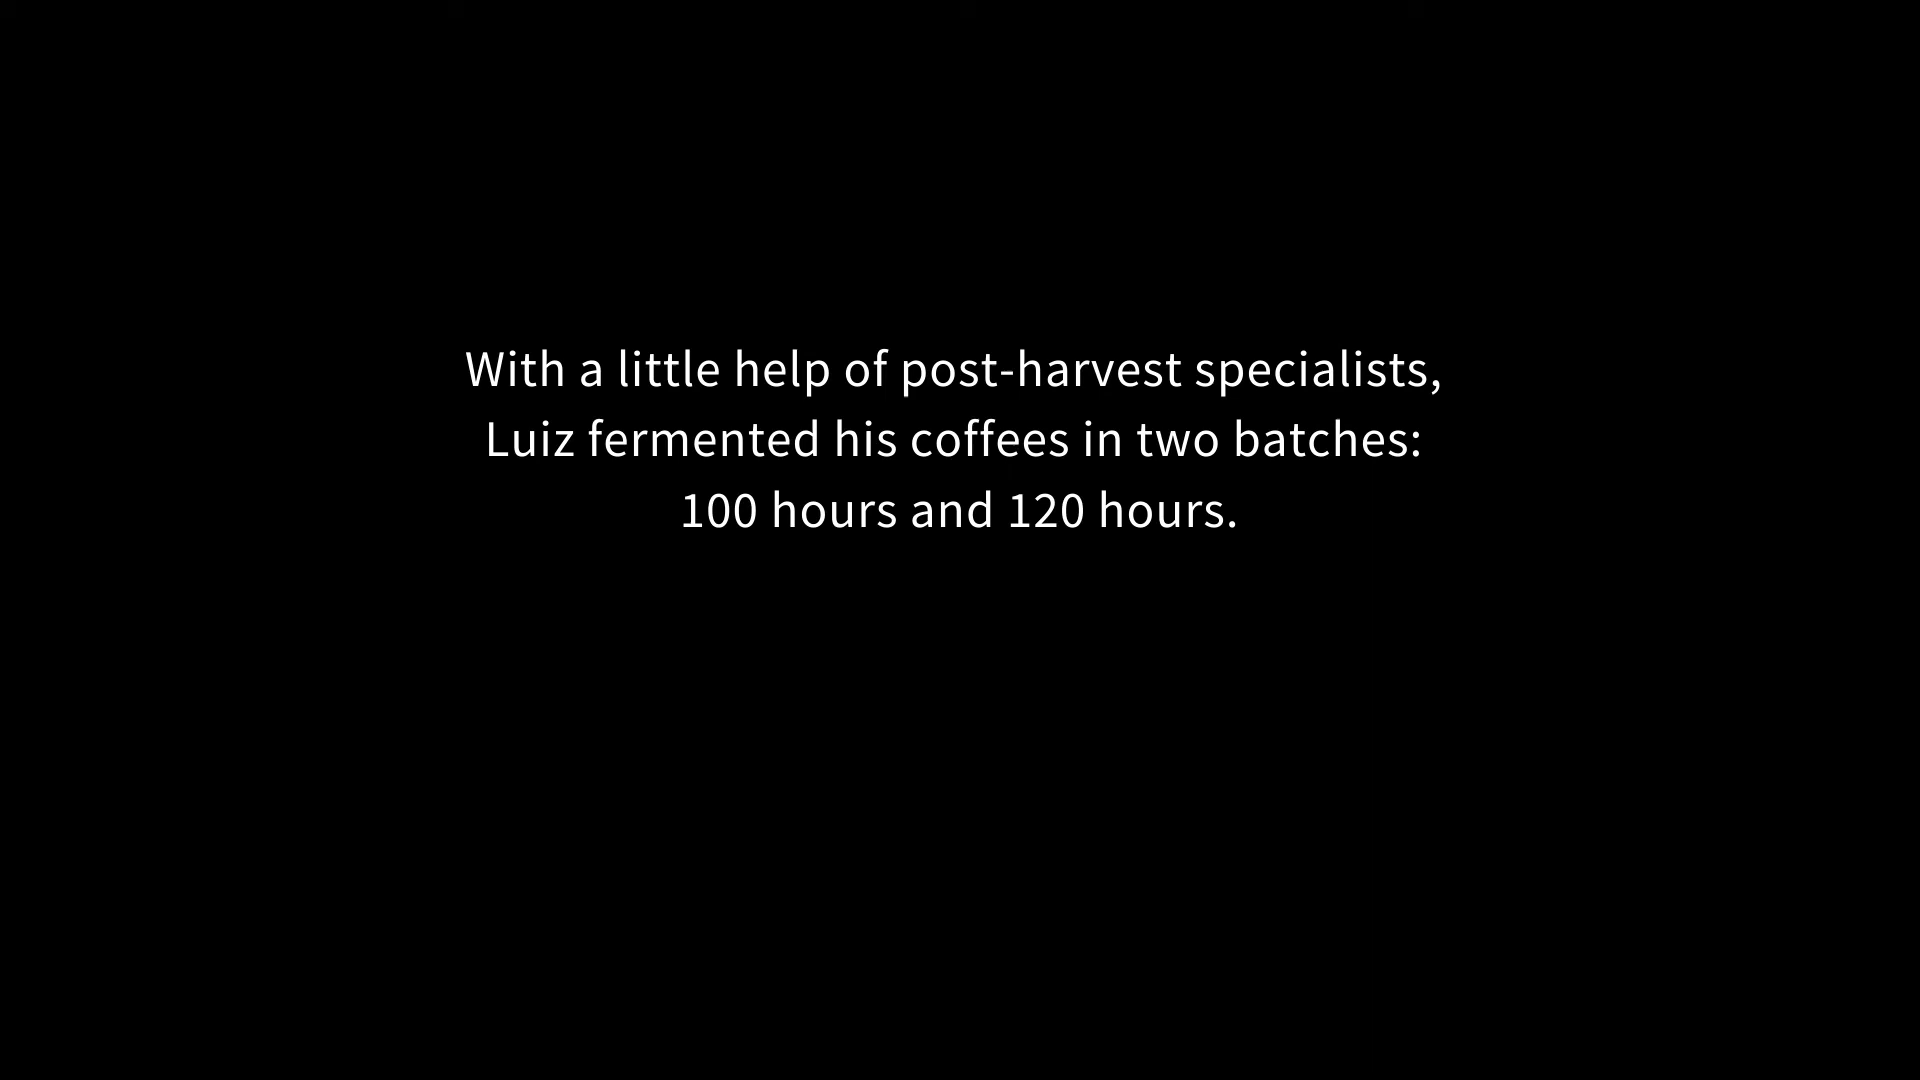 With a little help of post-harvest specialists,
Luiz fermented his coffees in two batches:
100 hours and 120 hours.